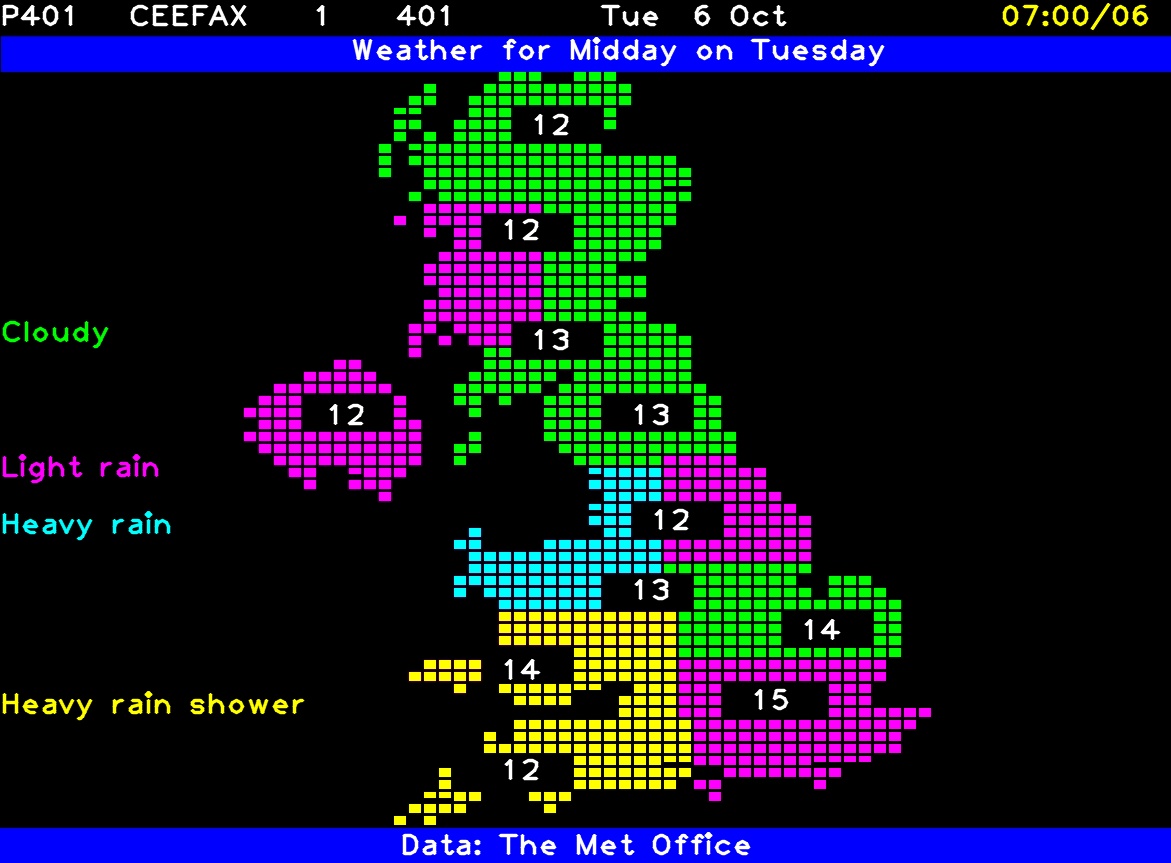 P401 CEEFAX 1 401 Tue 6 Oct 07:00/06
Weather for Midday on Tuesday
12
12
Cloudy
13
12
13
Light rain
12
Heavy rain
13
14
14
Heavy rain shower
15
12
Data: The Met Office